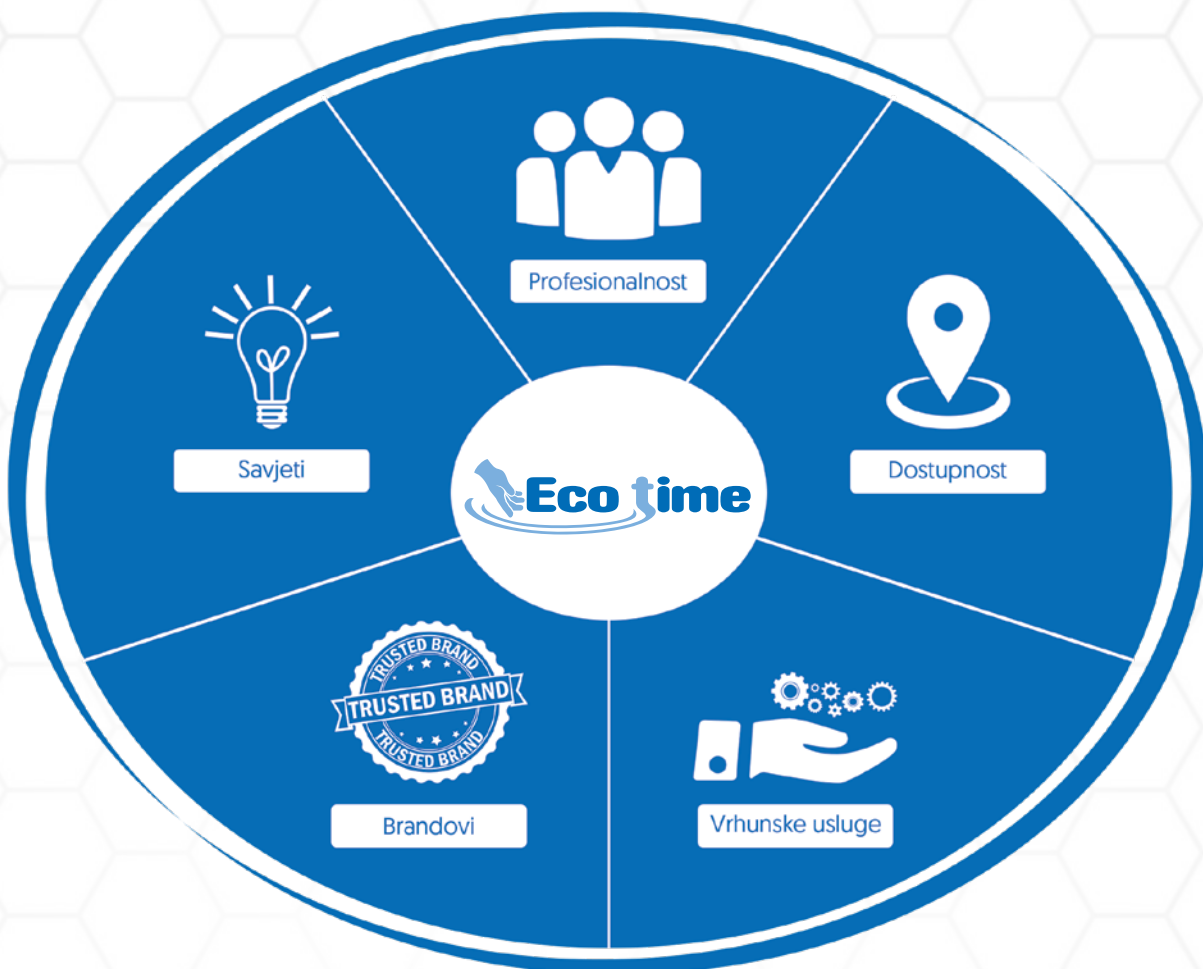 Profesionalnost
Savjeti
Dostupnost
Eco time
TRUSTED BRAND
TRUSTED BRAND
TRUSTED BRAND
Brandovi
Vrhunske usluge